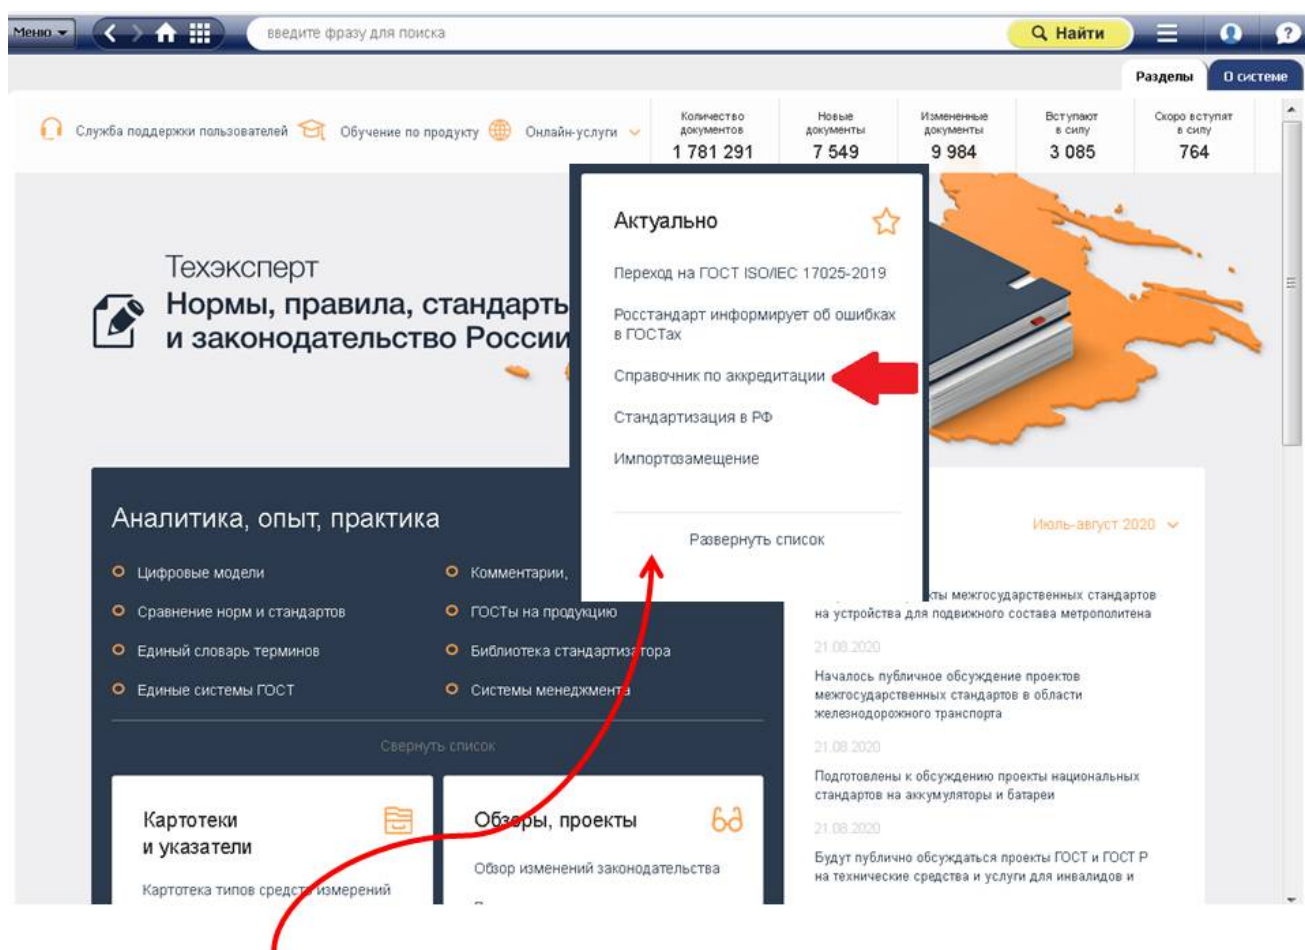 Меню
введите фразу для поиска
Найти
?
Разделы
О системе
Служба поддержки пользователей
Обучение по продукту
Онлайн-услуги
Количество
документов
1 781 291
Новые
документы
7 549
Измененные
документы
9 984
Вступают
в силу
3 085
Скоро вступят
в силу
764
Техэксперт
Нормы, правила, стандарты
и законодательство России
Актуально
Переход на ГОСТ ISO/IEC 17025-2019
Росстандарт информирует об ошибках
в ГОСТах
Справочник по аккредитации
Стандартизация в РФ
Импортозамещение
Развернуть список
Аналитика, опыт, практика
Цифровые модели
Сравнение норм и стандартов
Единый словарь терминов
Единые системы ГОСТ
Комментарии,
ГОСТы на продукцию
Библиотека стандартизатора
Системы менеджмента
Свернуть список
Картотеки
и указатели
Картотека типов средств измерений
Обзоры, проекты
Обзор изменений законодательства
Июль-август 2020
межгосударственных стандартов
на устройства для подвижного состава метрополитена
21.08.2020
Началось публичное обсуждение проектов
межгосударственных стандартов в области
железнодорожного транспорта
21.08.2020
Подготовлены к обсуждению проекты национальных
стандартов на аккумуляторы и батареи
21.08.2020
Будут публично обсуждаться проекты ГОСТ и ГОСТ Р
на технические средства и услуги для инвалидов и